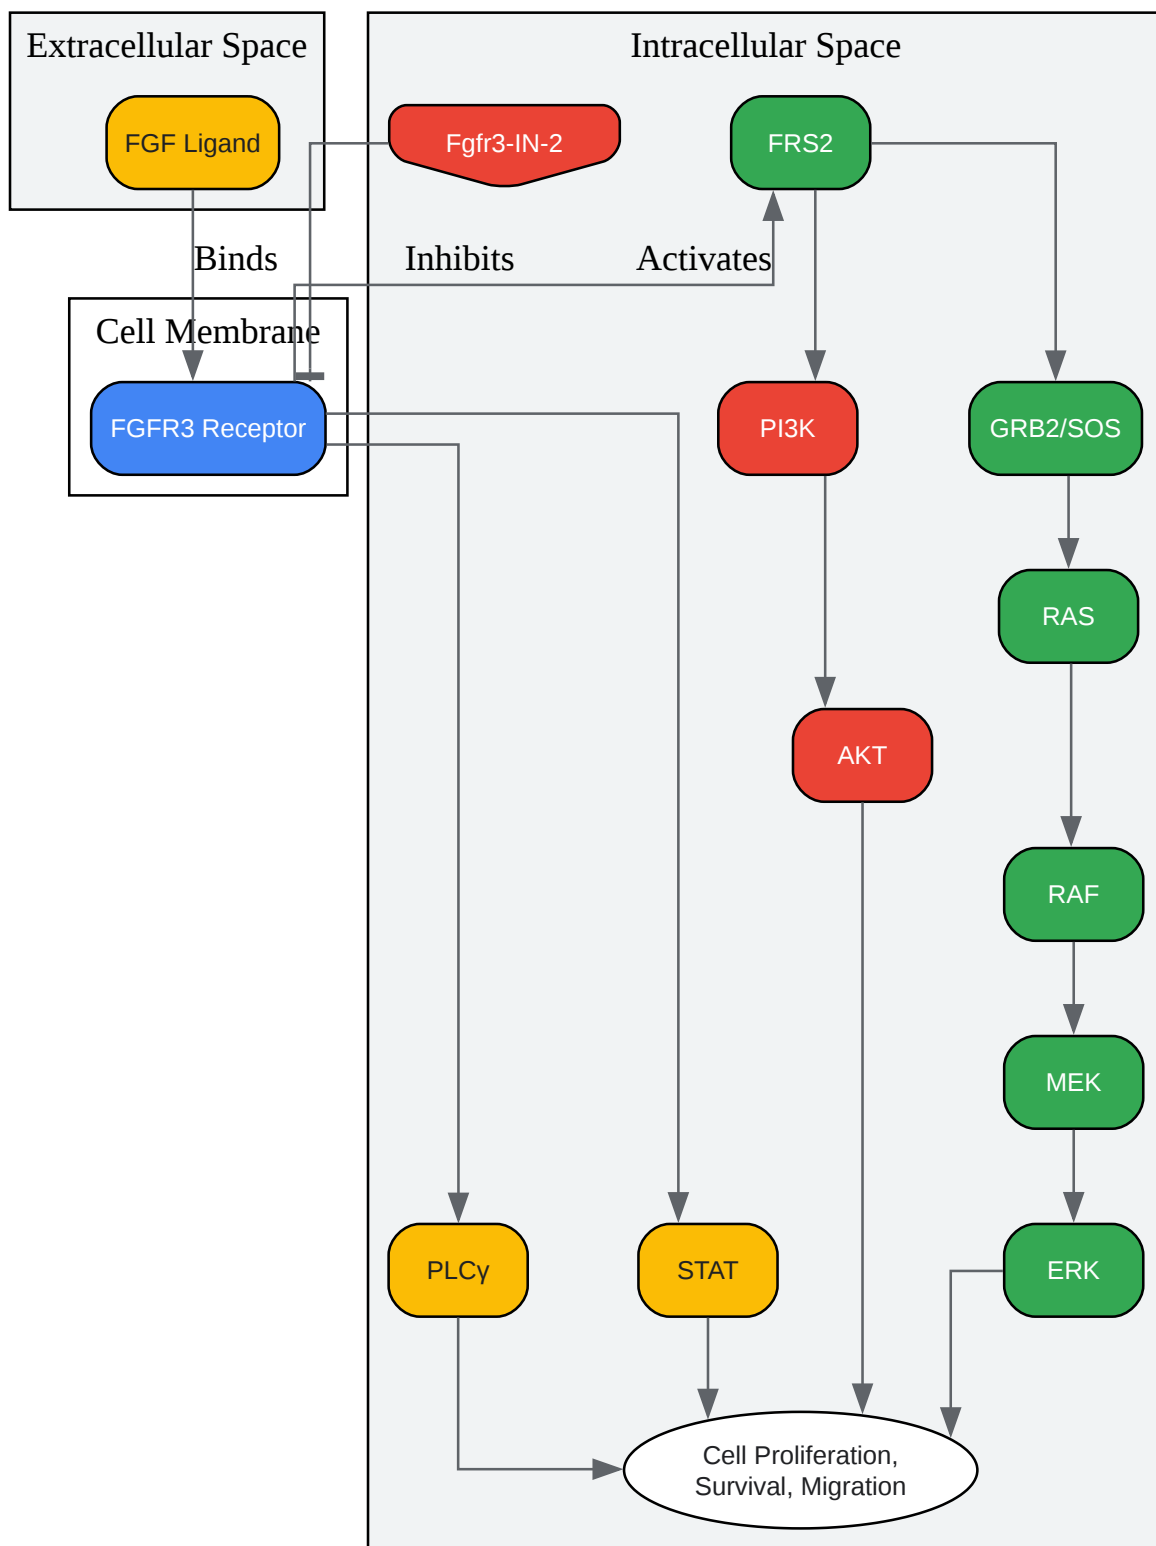 Extracellular Space
Intracellular Space
FGF Ligand
Fgfr3-IN-2
FRS2
Binds
Inhibits
Activates
Cell Membrane
FGFR3 Receptor
PI3K
GRB2/SOS
RAS
AKT
RAF
MEK
PLCγ
STAT
ERK
Cell Proliferation,
Survival, Migration